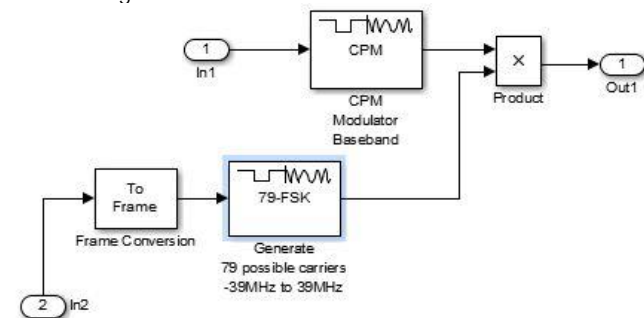 CPM
1
In1
CPM
Modulator
Baseband
×
Product
1
Out1
To
Frame
Frame Conversion
79-FSK
Generate
79 possible carriers
-39MHz to 39MHz
2
In2